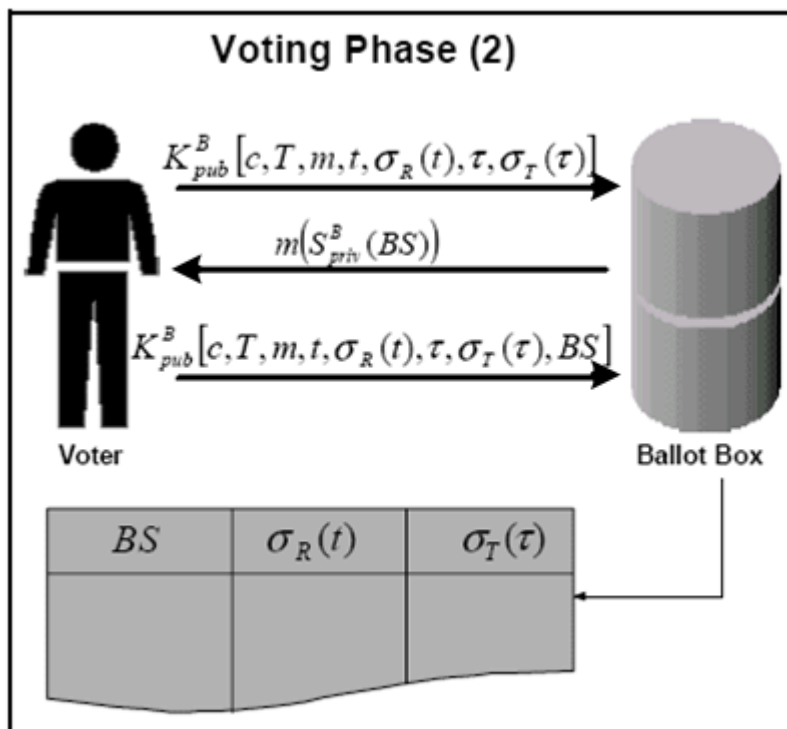 Voting Phase (2)
K^B_pub [c, T, m, t, σ_R(t), τ, σ_T(τ)]
m(S^B_priv(BS))
K^B_pub [c, T, m, t, σ_R(t), τ, σ_T(τ), BS]
Voter
Ballot Box
BS σ_R(t) σ_T(τ)